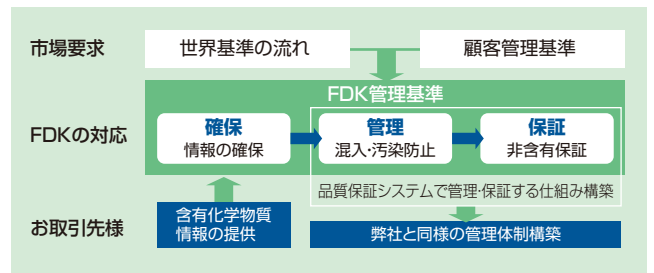 市場要求
世界基準の流れ
顧客管理基準
FDK管理基準
FDKの対応
確保
情報の確保
管理
混入・汚染防止
保証
非含有保証
品質保証システムで管理・保証する仕組み構築
お取引先様
含有化学物質
情報の提供
弊社と同様の管理体制構築